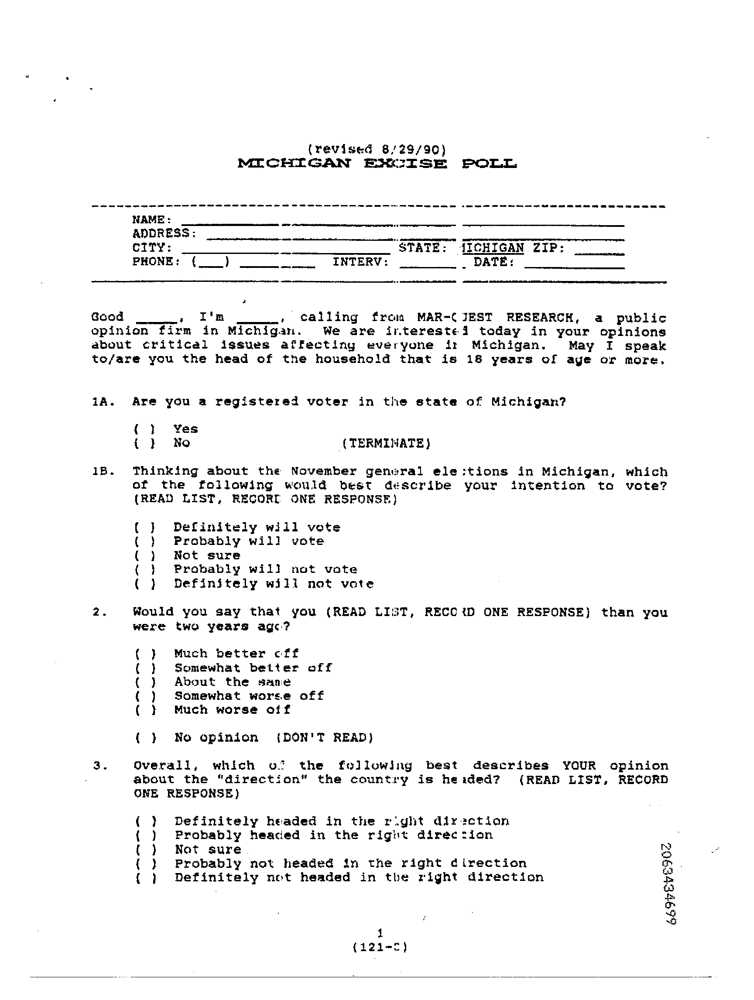 (revised 8/29/90)
MICHIGAN EXCISE POLL
NAME:
ADDRESS:
CITY: STATE: MICHIGAN ZIP:
PHONE: (___) INTERV: DATE:
Good _____, I'm _____, calling from MAR-QUEST RESEARCH, a public
opinion firm in Michigan. We are interested today in your opinions
about critical issues affecting everyone in Michigan. May I speak
to/are you the head of the household that is 18 years of age or more.
1A. Are you a registered voter in the state of Michigan?
( ) Yes
( ) No (TERMINATE)
1B. Thinking about the November general elections in Michigan, which
of the following would best describe your intention to vote?
(READ LIST, RECORD ONE RESPONSE)
( ) Definitely will vote
( ) Probably will vote
( ) Not sure
( ) Probably will not vote
( ) Definitely will not vote
2. Would you say that you (READ LIST, RECORD ONE RESPONSE) than you
were two years ago?
( ) Much better off
( ) Somewhat better off
( ) About the same
( ) Somewhat worse off
( ) Much worse off
( ) No opinion (DON'T READ)
3. Overall, which of the following best describes YOUR opinion
about the "direction" the country is headed? (READ LIST, RECORD
ONE RESPONSE)
( ) Definitely headed in the right direction
( ) Probably headed in the right direction
( ) Not sure
( ) Probably not headed in the right direction
( ) Definitely not headed in the right direction
2063434699
1